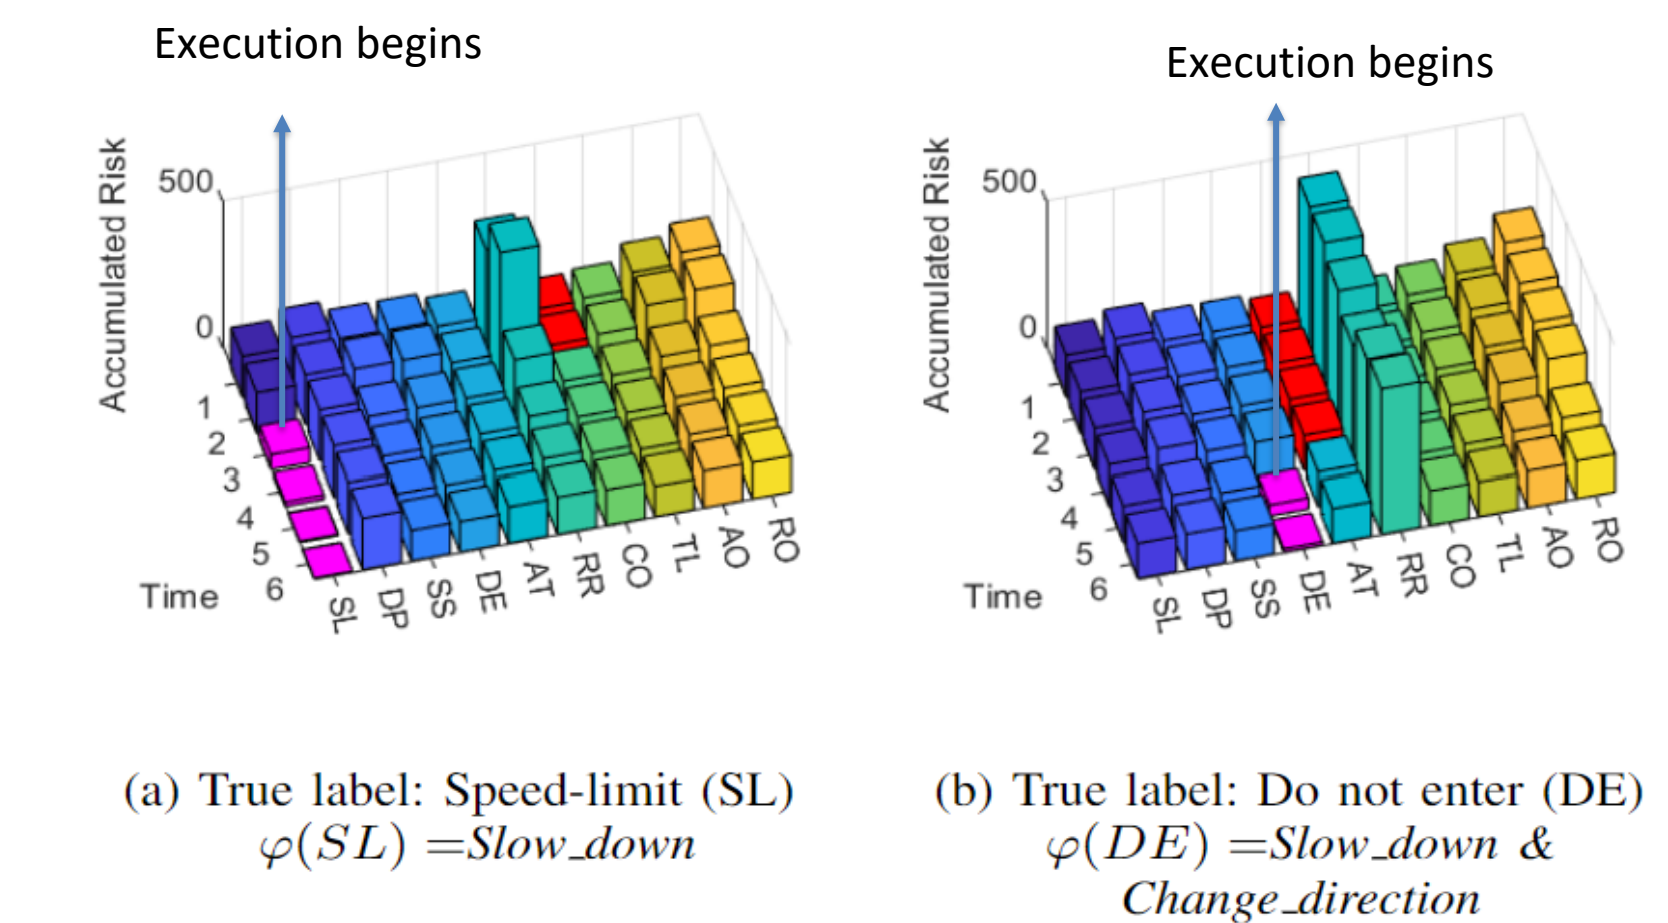 Execution begins
Accumulated Risk
500
0
1
2
3
4
5
6
Time
SL
DP
SS
DE
AT
RR
CO
TL
AO
RO
(a) True label: Speed-limit (SL)
φ(SL) =Slow_down
Execution begins
Accumulated Risk
500
0
1
2
3
4
5
6
Time
SL
DP
SS
DE
AT
RR
CO
TL
AO
RO
(b) True label: Do not enter (DE)
φ(DE) =Slow_down &
Change_direction